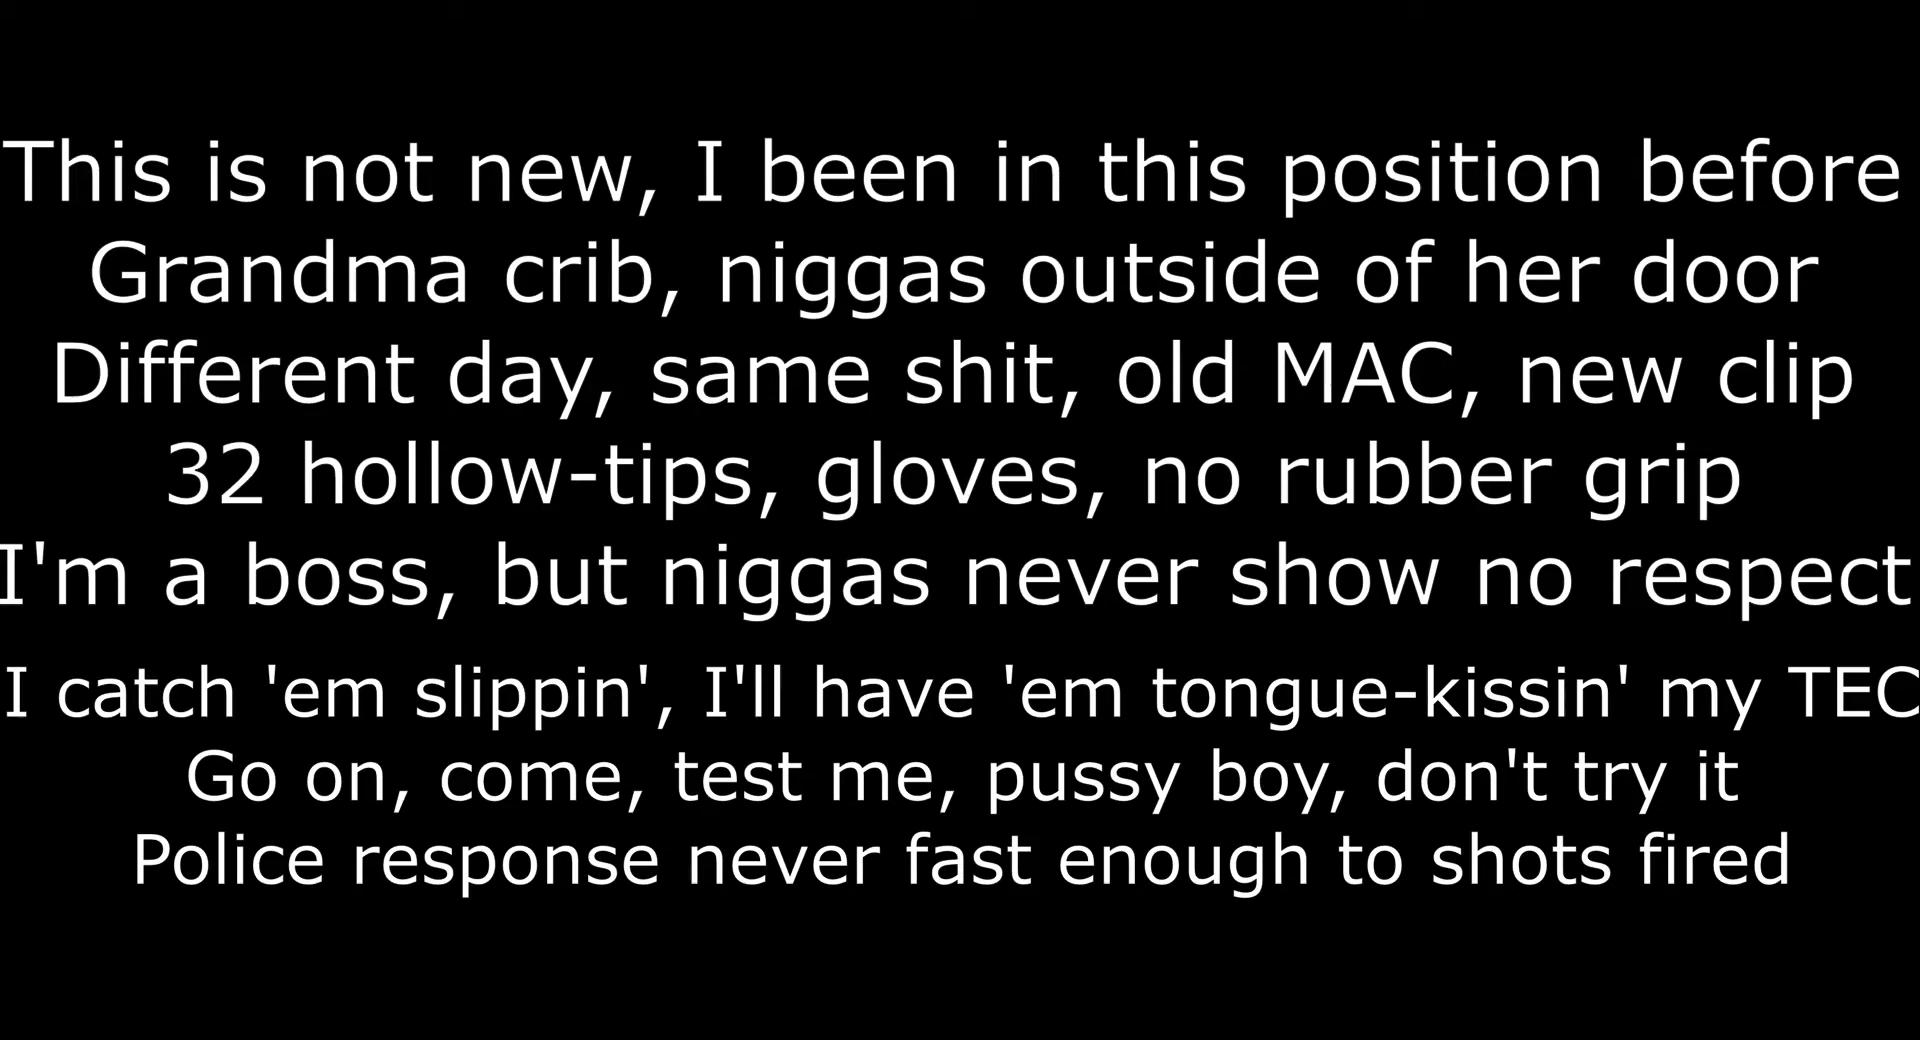 This is not new, I been in this position before
Grandma crib, niggas outside of her door
Different day, same shit, old MAC, new clip
32 hollow-tips, gloves, no rubber grip
I'm a boss, but niggas never show no respect
I catch 'em slippin', I'll have 'em tongue-kissin' my TEC
Go on, come, test me, pussy boy, don't try it
Police response never fast enough to shots fired